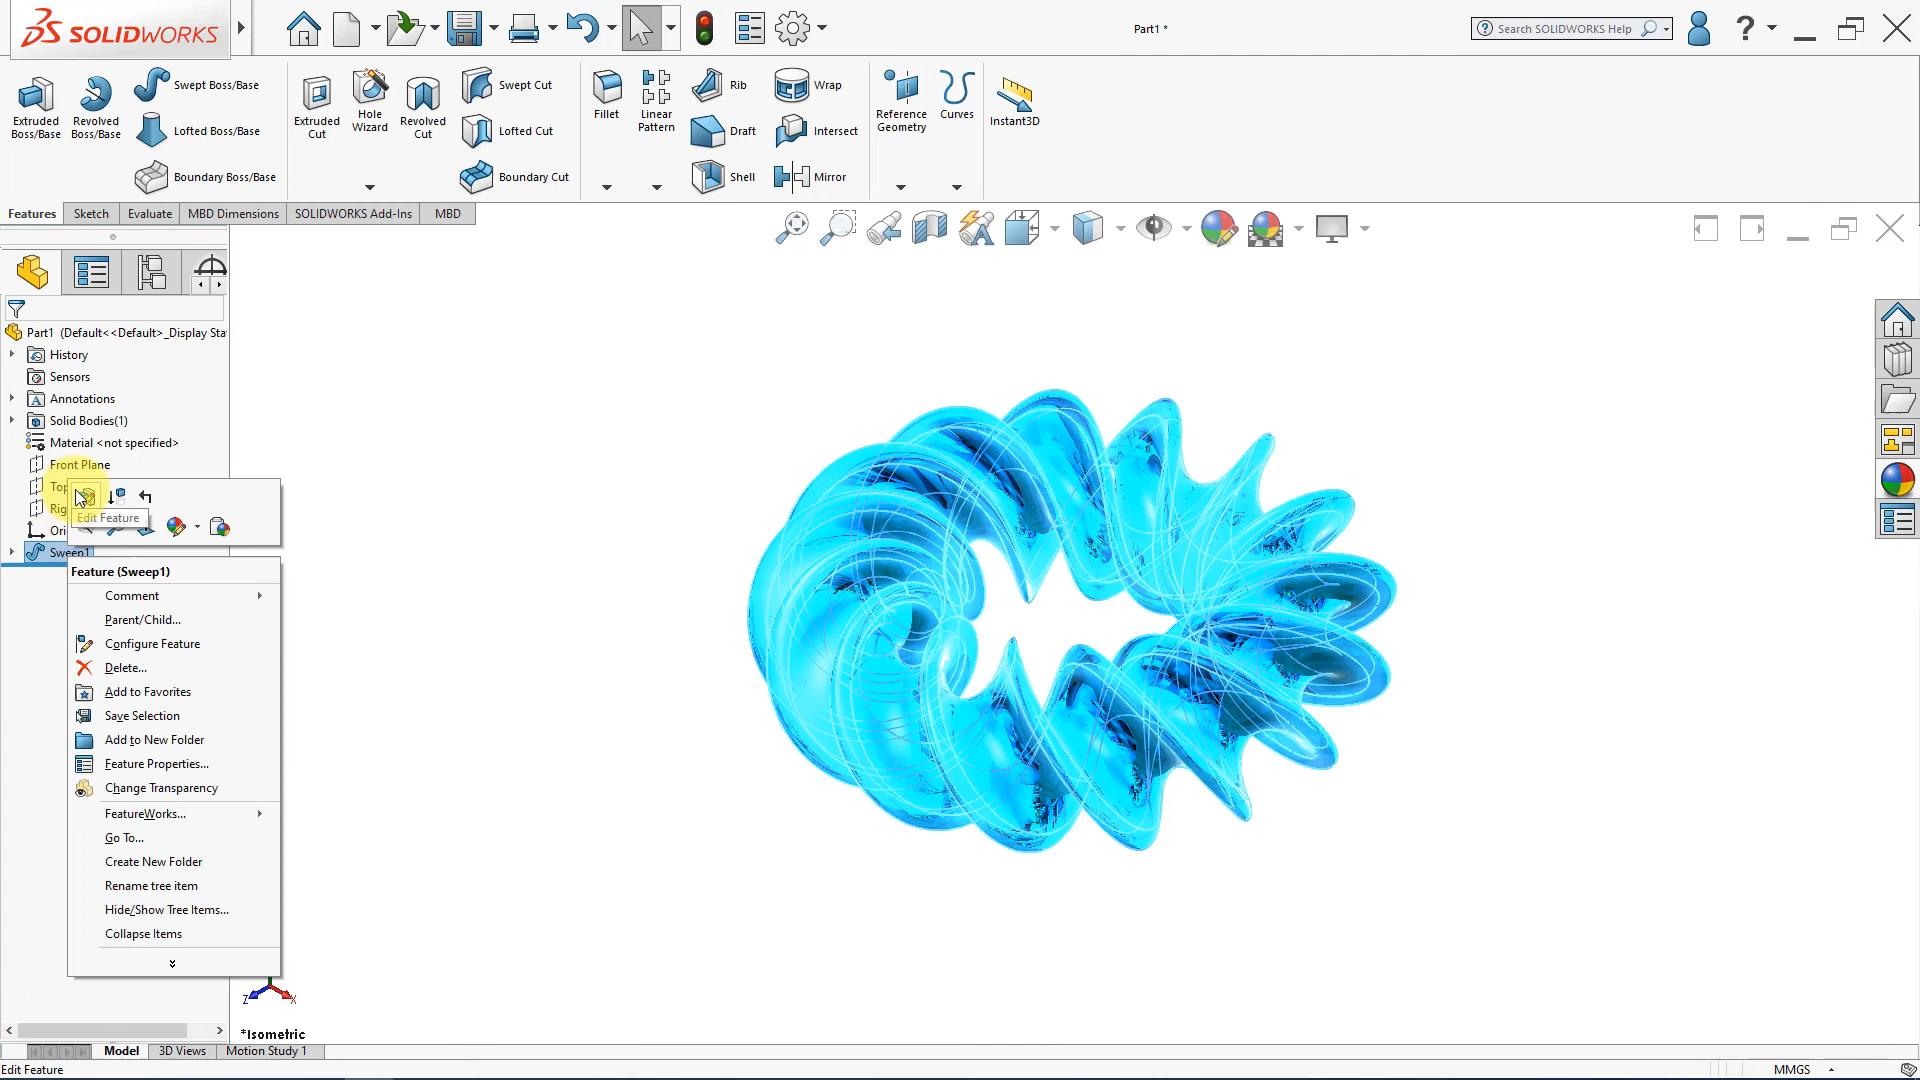 SOLIDWORKS
Part1 *
Search SOLIDWORKS Help
Extruded Boss/Base
Revolved Boss/Base
Swept Boss/Base
Lofted Boss/Base
Boundary Boss/Base
Extruded Cut
Hole Wizard
Revolved Cut
Swept Cut
Lofted Cut
Boundary Cut
Fillet
Linear Pattern
Rib
Draft
Shell
Wrap
Intersect
Mirror
Reference Geometry
Curves
Instant3D
Features
Sketch
Evaluate
MBD Dimensions
SOLIDWORKS Add-Ins
MBD
Part1 (Default<<Default>_Display Sta
History
Sensors
Annotations
Solid Bodies(1)
Material <not specified>
Front Plane
Top
Rig
Ori
Sweep1
Edit Feature
Feature (Sweep1)
Comment
Parent/Child...
Configure Feature
Delete...
Add to Favorites
Save Selection
Add to New Folder
Feature Properties...
Change Transparency
FeatureWorks...
Go To...
Create New Folder
Rename tree item
Hide/Show Tree Items...
Collapse Items
Z
X
*Isometric
Model
3D Views
Motion Study 1
Edit Feature
MMGS